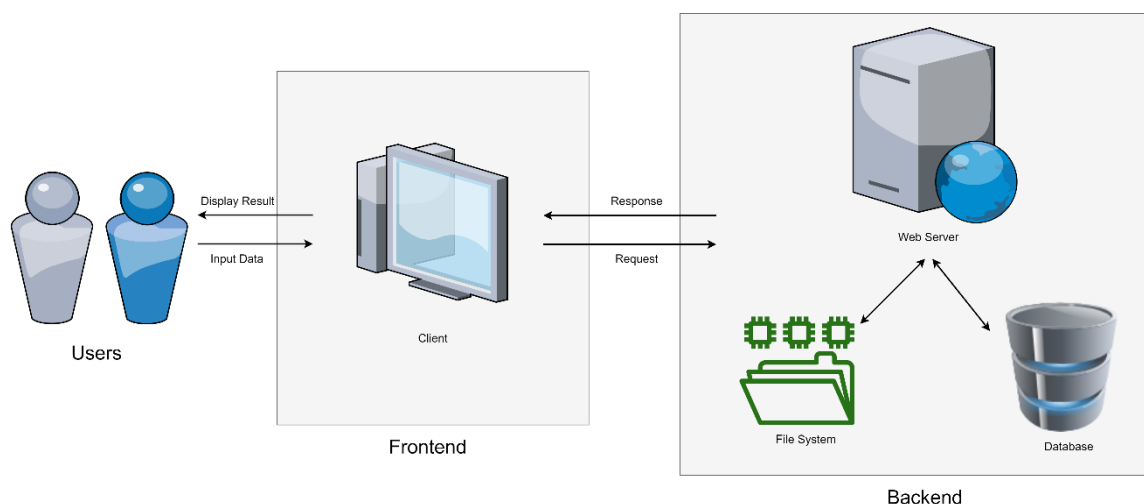 Display Result
Input Data
Users
Client
Frontend
Response
Request
Web Server
File System
Database
Backend